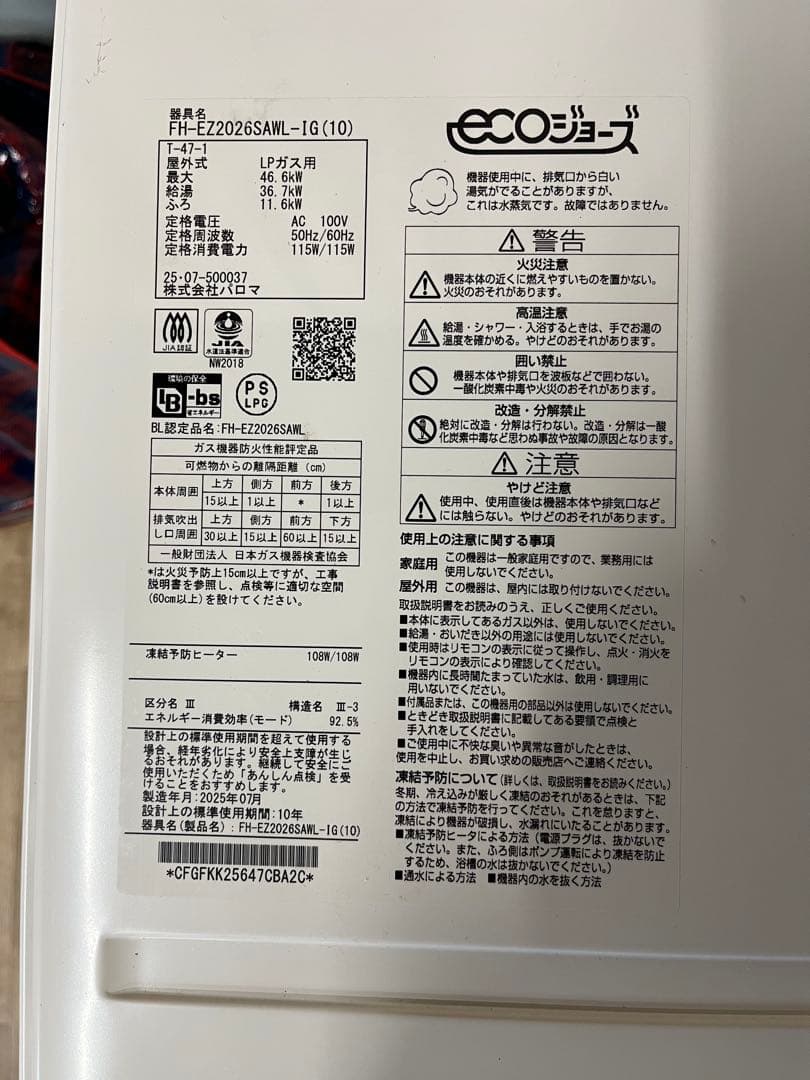 器具名
FH-EZ2026SAWL-IG(10)
T-47-1
屋外式 LPガス用
最大 46.6kW
給湯 36.7kW
ふろ 11.6kW
定格電圧 AC 100V
定格周波数 50Hz/60Hz
定格消費電力 115W/115W
25・07-500037
株式会社パロマ
JIA認証
JIA
水道法基準適合
NW2018
環境の保全
BL-bs
省エネルギー
PS
LPG
BL認定品名:FH-EZ2026SAWL
ガス機器防火性能評定品
可燃物からの離隔距離(cm)
本体周囲 上方 側方 前方 後方
15以上 1以上 * 1以上
排気吹出し口周囲 上方 側方 前方 下方
30以上 15以上 60以上 15以上
一般財団法人 日本ガス機器検査協会
*は火災予防上15cm以上ですが、工事
説明書を参照し、点検等に適切な空間
(60cm以上)を設けてください。
凍結予防ヒーター 108W/108W
区分名 Ⅲ 構造名 Ⅲ-3
エネルギー消費効率(モード) 92.5%
設計上の標準使用期間を超えて使用する
場合、経年劣化により安全上支障が生じ
るおそれがあります。継続して安全にご
使用いただくため「あんしん点検」を受
けることをおすすめします。
製造年月:2025年07月
設計上の標準使用期間:10年
器具名(製品名):FH-EZ2026SAWL-IG(10)
*CFGFKK25647CBA2C*
ecoジョーズ
機器使用中に、排気口から白い
湯気がでることがありますが、
これは水蒸気です。故障ではありません。
警告
火災注意
機器本体の近くに燃えやすいものを置かない。
火災のおそれがあります。
高温注意
給湯・シャワー・入浴するときは、手でお湯の
温度を確かめる。やけどのおそれがあります。
囲い禁止
機器本体や排気口を波板などで囲わない。
一酸化炭素中毒や火災のおそれがあります。
改造・分解禁止
絶対に改造・分解は行わない。改造・分解は一酸
化炭素中毒など思わぬ事故や故障の原因となります。
注意
やけど注意
使用中、使用直後は機器本体や排気口など
には触らない。やけどのおそれがあります。
使用上の注意に関する事項
家庭用 この機器は一般家庭用ですので、業務用には
使用しないでください。
屋外用 この機器は、屋内には取り付けないでください。
取扱説明書をお読みのうえ、正しくご使用ください。
■本体に表示してあるガス以外は、使用しないでください。
■給湯・おいだき以外の用途には使用しないでください。
■使用時はリモコンの表示に従って操作し、点火・消火を
リモコンの表示により確認してください。
■機器内に長時間たまっていた水は、飲用・調理用に
用いないでください。
■付属品または、この機器用の部品以外は使用しないでください。
■ときどき取扱説明書に記載してある要領で点検と
手入れをしてください。
■ご使用中に不快な臭いや異常な音がしたときは、
使用を中止し、お買い求めの販売店へご連絡ください。
凍結予防について(詳しくは、取扱説明書をお読みください。)
冬期、冷え込みが厳しく凍結のおそれがあるときは、下記
の方法で凍結予防を行ってください。これを怠りますと、
凍結により機器が破損し、水漏れにいたることがあります。
■凍結予防ヒータによる方法(電源プラグは、抜かないで
ください。また、ふろ側はポンプ運転により凍結を防止
するため、浴槽の水は抜かないでください。)
■通水による方法 ■機器内の水を抜く方法